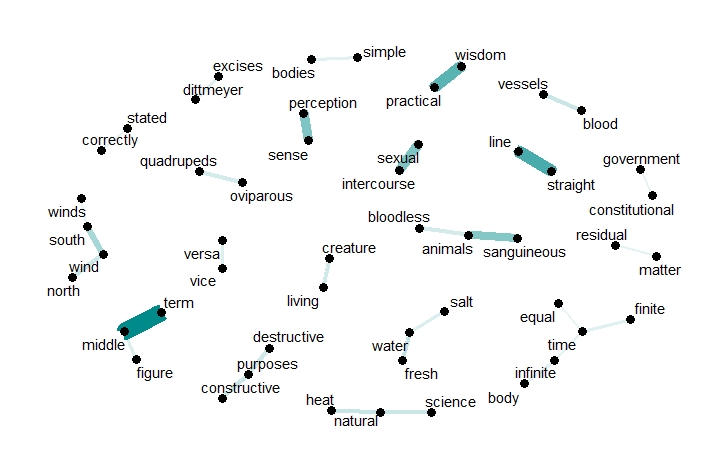 simple
wisdom
excises
bodies
vessels
dittmeyer
practical
perception
stated
blood
correctly
line
sense
sexual
quadrupeds
government
intercourse
straight
oviparous
constitutional
winds
bloodless
residual
south
creature
animals
sanguineous
versa
wind
matter
vice
north
living
term
salt
finite
equal
destructive
middle
water
time
purposes
figure
fresh
infinite
constructive
body
heat
science
natural